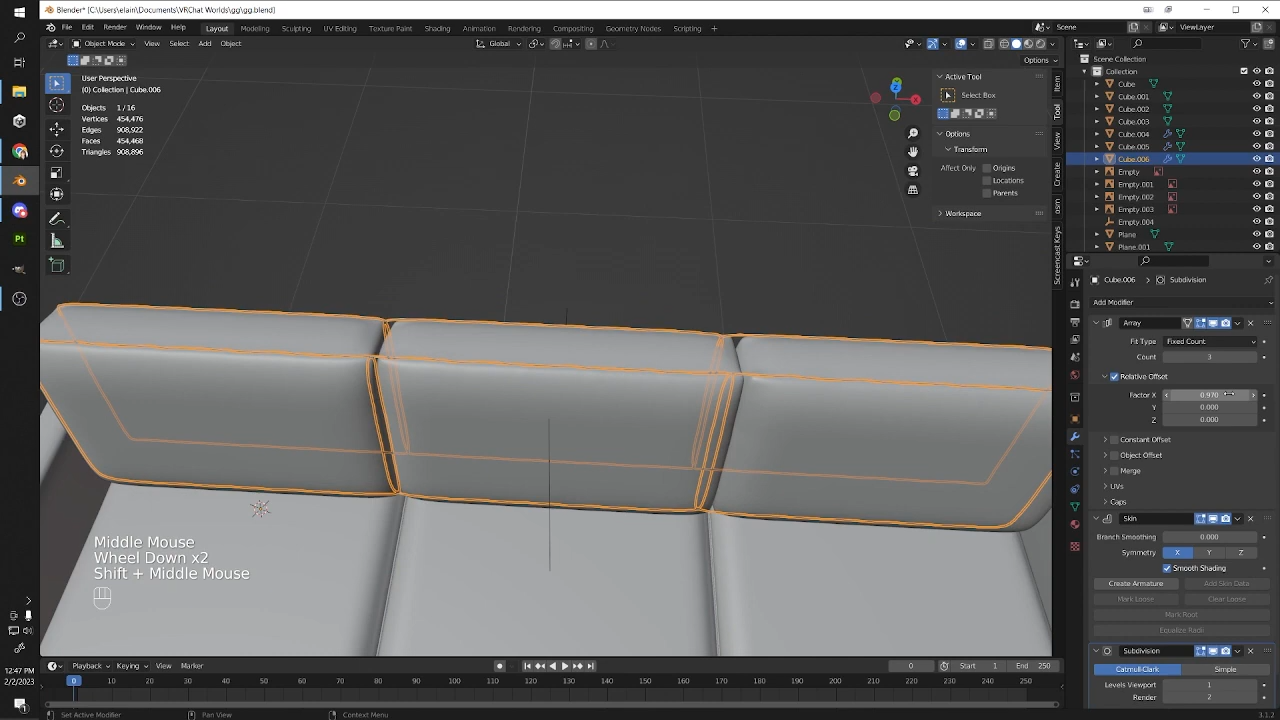 Blender* [C:\Users\elain\Documents\VRChat Worlds\gg\gg.blend]
File Edit Render Window Help Layout Modeling Sculpting UV Editing Texture Paint Shading Animation Rendering Compositing Geometry Nodes Scripting + Scene ViewLayer
Object Mode View Select Add Object Global
Options
User Perspective
(0) Collection | Cube.006
Objects 1/16
Vertices 454,476
Edges 908,922
Faces 454,468
Triangles 908,896
Active Tool
Select Box
Options
Transform
Affect Only Origins
Locations
Parents
Workspace
Item
Tool
View
Create
osm
Screencast Keys
Scene Collection
Collection
Cube
Cube.001
Cube.002
Cube.003
Cube.004
Cube.005
Cube.006
Empty
Empty.001
Empty.002
Empty.003
Empty.004
Plane
Plane.001
Cube.006 > Subdivision
Add Modifier
Array
Fit Type Fixed Count
Count 3
Relative Offset
Factor X 0.970
Y 0.000
Z 0.000
Constant Offset
Object Offset
Merge
UVs
Caps
Skin
Branch Smoothing 0.000
Symmetry X Y Z
Smooth Shading
Create Armature Add Skin Data
Mark Loose Clear Loose
Mark Root
Equalize Radii
Subdivision
Catmull-Clark Simple
Levels Viewport 1
Render 2
Middle Mouse
Wheel Down x2
Shift + Middle Mouse
Playback Keying View Marker 0 Start 1 End 250
0 10 20 30 40 50 60 70 80 90 100 110 120 130 140 150 160 170 180 190 200 210 220 230 240 250
Set Active Modifier Pan View Context Menu 3.1.2
Pt
12:47 PM
2/2/2023